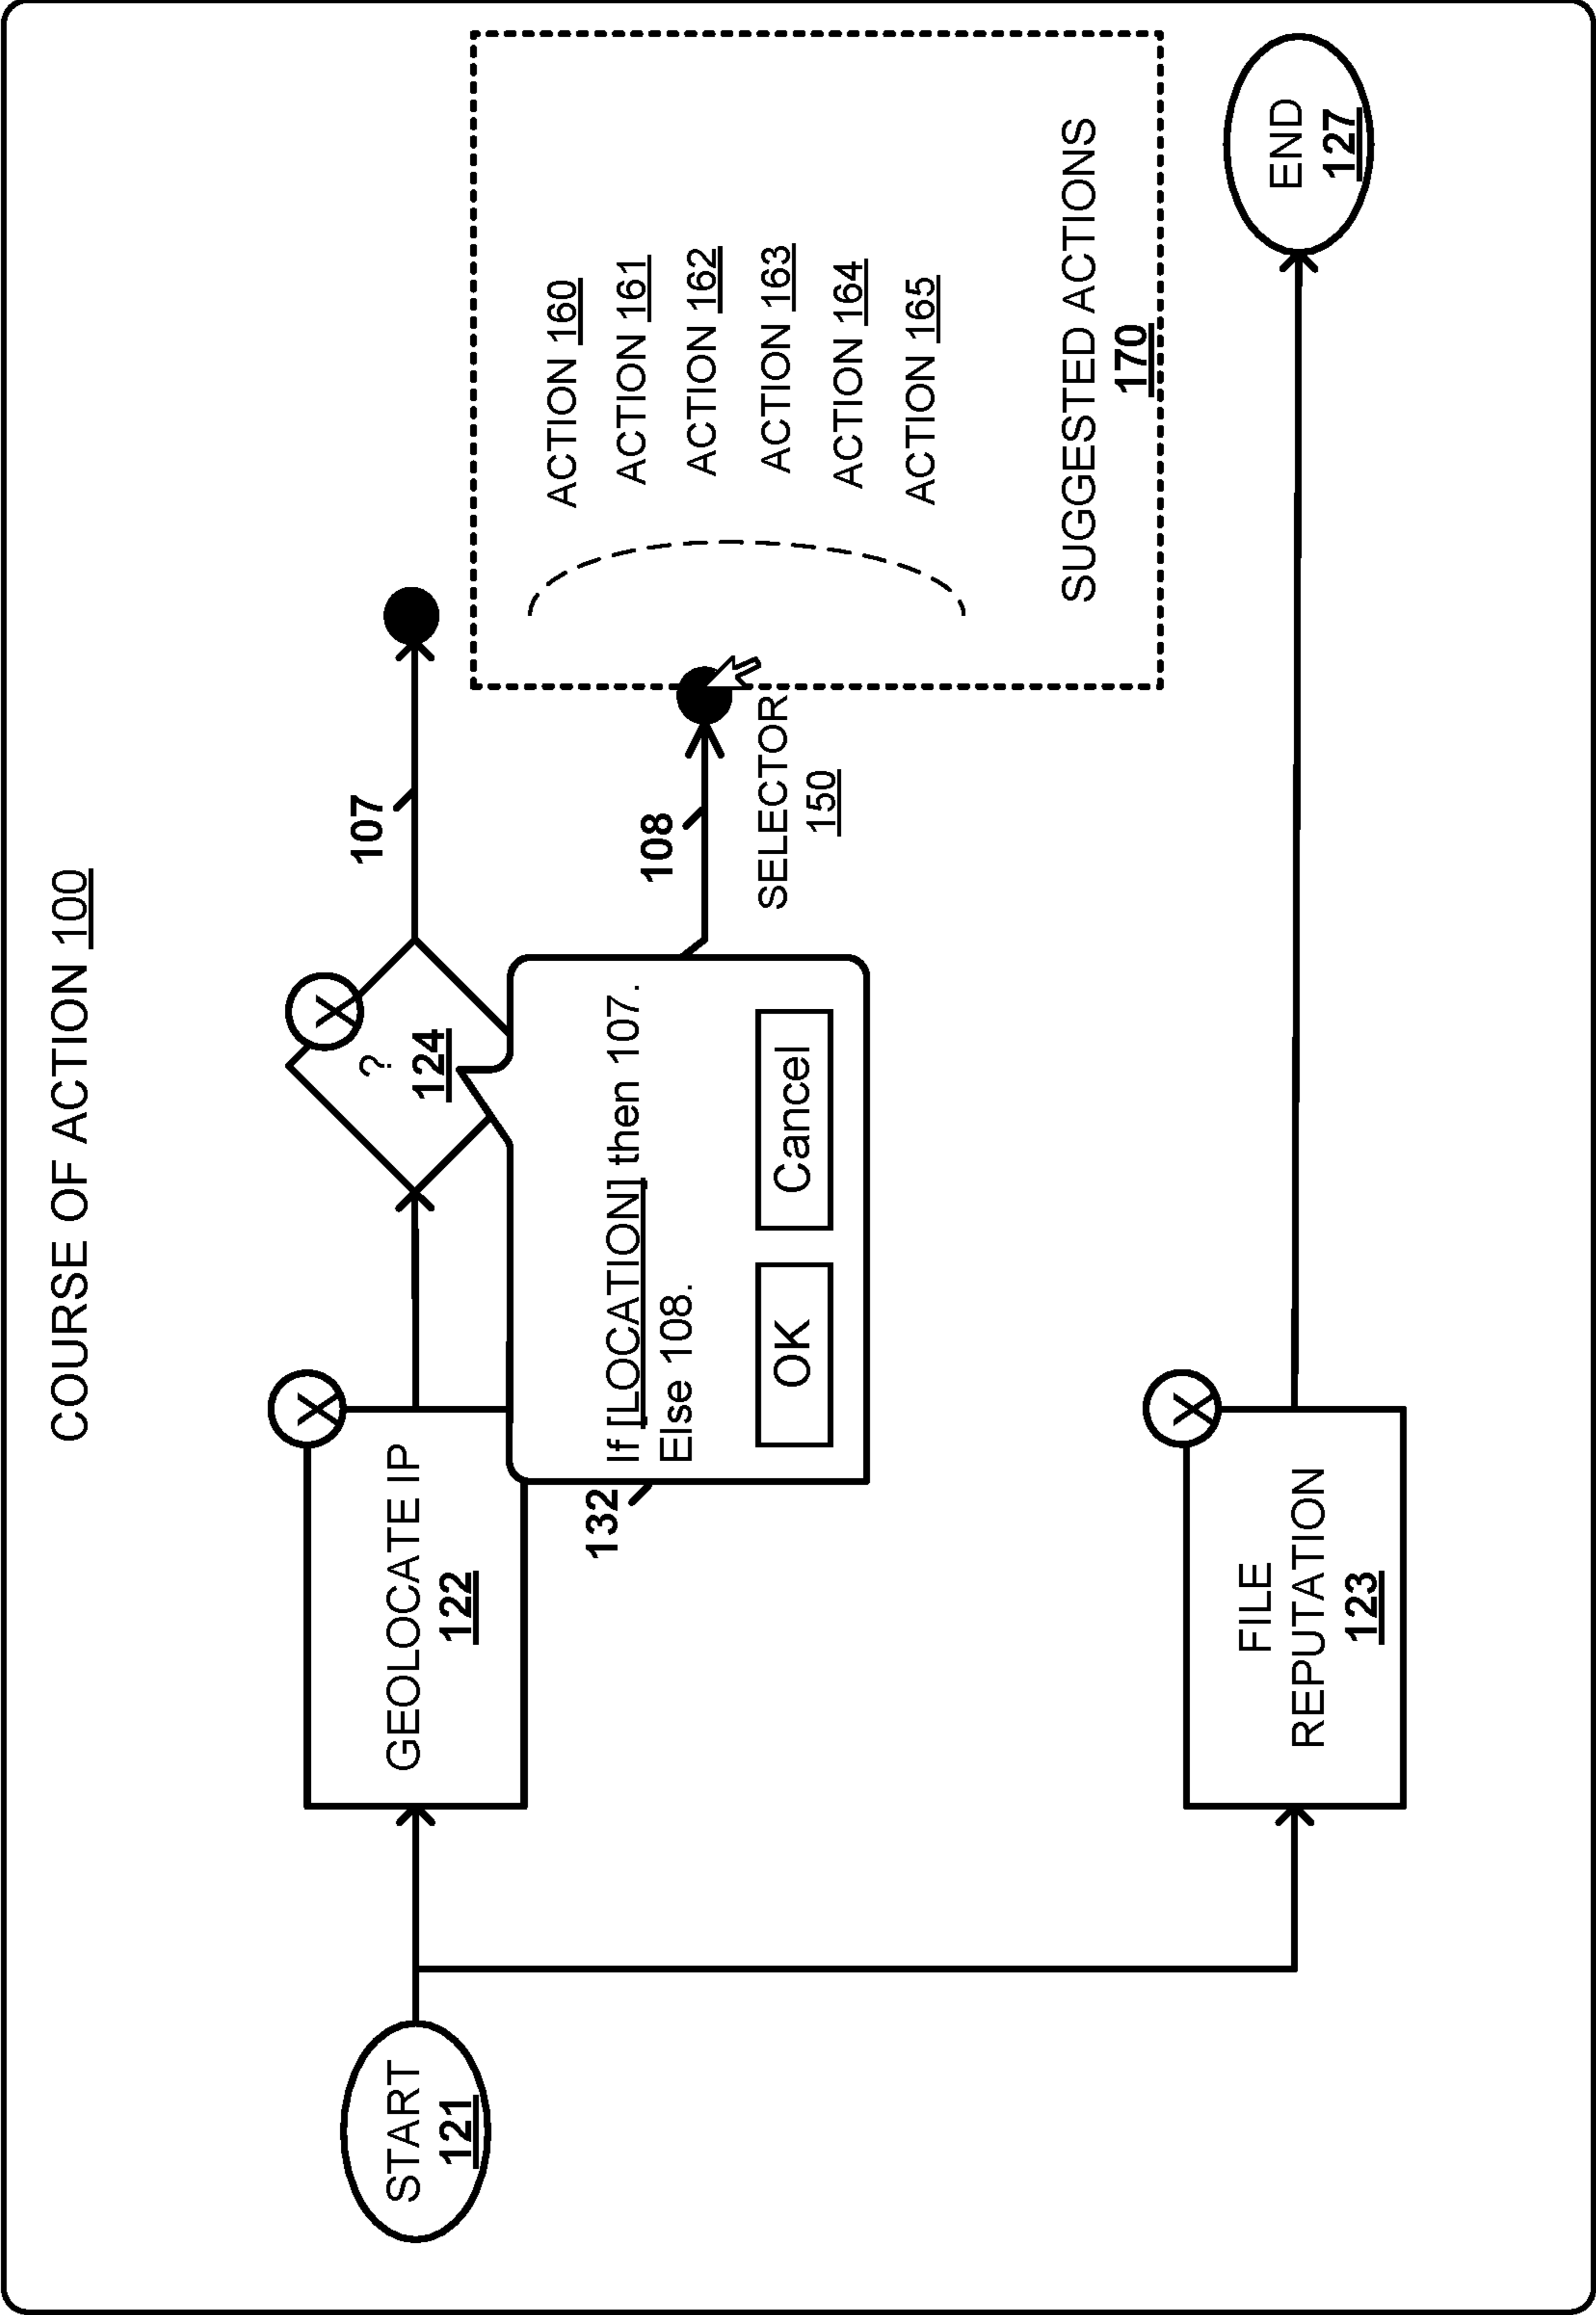 COURSE OF ACTION 100
START
121
GEOLOCATE IP
122
X
?
124
X
107
132
If [LOCATION] then 107.
Else 108.
OK
Cancel
108
SELECTOR
150
ACTION 160
ACTION 161
ACTION 162
ACTION 163
ACTION 164
ACTION 165
SUGGESTED ACTIONS
170
FILE
REPUTATION
123
X
END
127